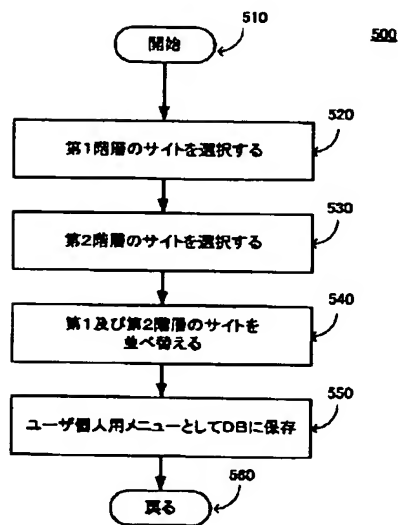 開始
510
500
520
第1階層のサイトを選択する
530
第2階層のサイトを選択する
540
第1及び第2階層のサイトを
並べ替える
550
ユーザ個人用メニューとしてDBに保存
560
戻る